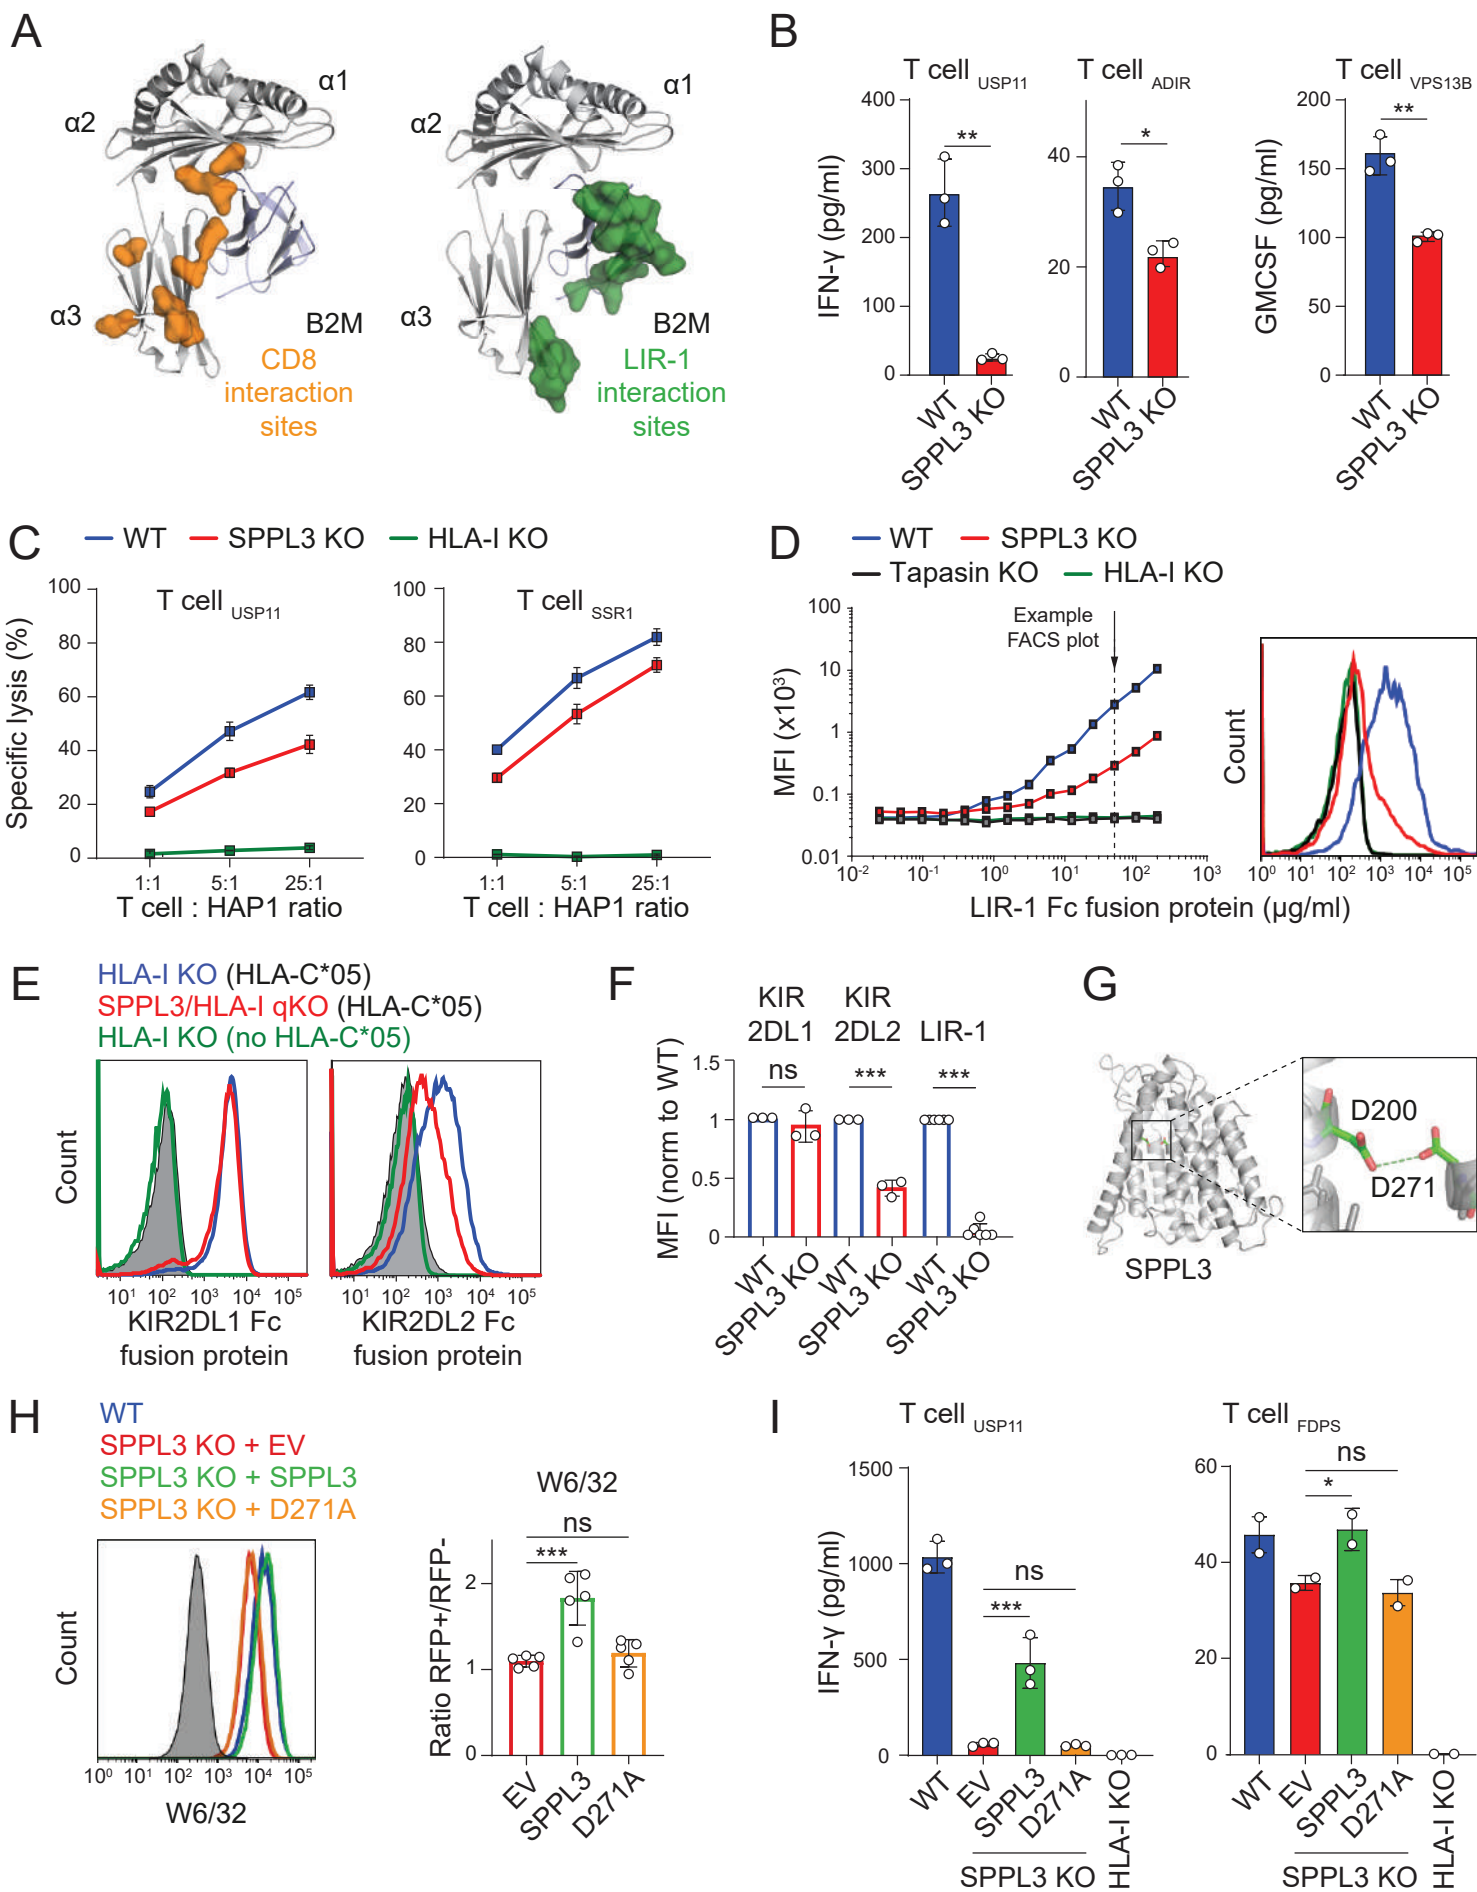 A
α1
α2
α3
B2M
CD8
interaction
sites
α1
α2
α3
B2M
LIR-1
interaction
sites
B
T cell USP11
IFN-γ (pg/ml)
400
300
200
100
0
**
WT
SPPL3 KO
T cell ADIR
40
20
0
*
WT
SPPL3 KO
T cell VPS13B
GMCSF (pg/ml)
200
150
100
50
0
**
WT
SPPL3 KO
C
WT SPPL3 KO HLA-I KO
T cell USP11
Specific lysis (%)
100
80
60
40
20
0
1:1 5:1 25:1
T cell : HAP1 ratio
T cell SSR1
100
80
60
40
20
0
1:1 5:1 25:1
T cell : HAP1 ratio
D
WT SPPL3 KO
Tapasin KO HLA-I KO
Example
FACS plot
MFI (x10³)
100
10
1
0.1
0.01
10⁻² 10⁻¹ 10⁰ 10¹ 10² 10³
Count
10⁰ 10¹ 10² 10³ 10⁴ 10⁵
LIR-1 Fc fusion protein (µg/ml)
E
HLA-I KO (HLA-C*05)
SPPL3/HLA-I qKO (HLA-C*05)
HLA-I KO (no HLA-C*05)
Count
10¹ 10² 10³ 10⁴ 10⁵
KIR2DL1 Fc
fusion protein
10¹ 10² 10³ 10⁴ 10⁵
KIR2DL2 Fc
fusion protein
F
KIR
2DL1
KIR
2DL2
LIR-1
MFI (norm to WT)
1.5
1
0.5
0
ns
***
***
WT
SPPL3 KO
WT
SPPL3 KO
WT
SPPL3 KO
G
SPPL3
D200
D271
H
WT
SPPL3 KO + EV
SPPL3 KO + SPPL3
SPPL3 KO + D271A
Count
10⁰ 10¹ 10² 10³ 10⁴ 10⁵
W6/32
W6/32
Ratio RFP+/RFP-
2
1
0
ns
***
EV
SPPL3
D271A
I
T cell USP11
IFN-γ (pg/ml)
1500
1000
500
0
ns
***
WT
EV
SPPL3
D271A
HLA-I KO
SPPL3 KO
T cell FDPS
60
40
20
0
ns
*
WT
EV
SPPL3
D271A
HLA-I KO
SPPL3 KO